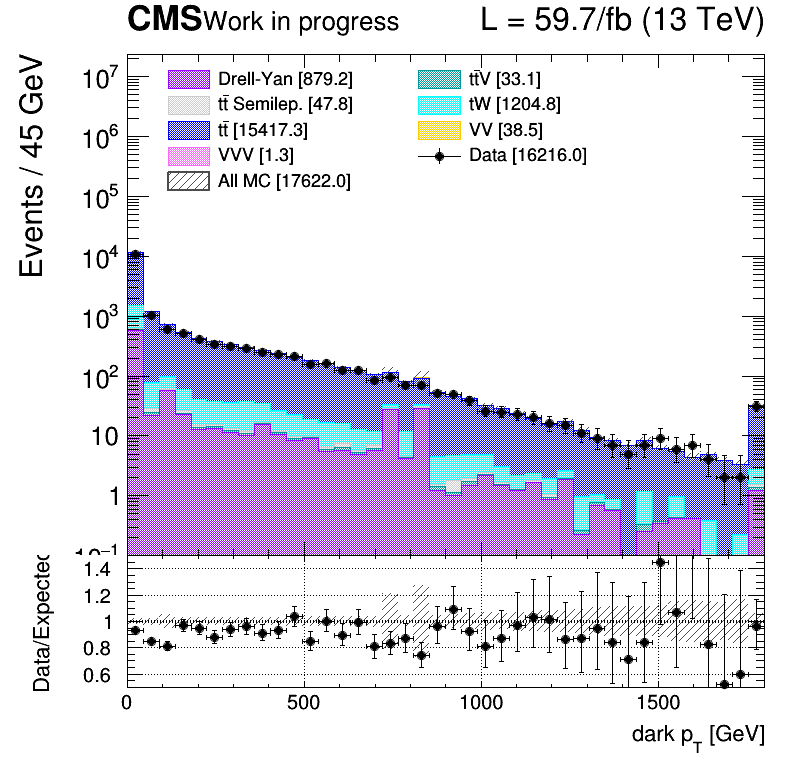 CMS Work in progress L = 59.7/fb (13 TeV)
Events / 45 GeV
Drell-Yan [879.2]
tt̄ Semilep. [47.8]
tt̄ [15417.3]
VVV [1.3]
All MC [17622.0]
tt̄V [33.1]
tW [1204.8]
VV [38.5]
Data [16216.0]
10⁷
10⁶
10⁵
10⁴
10³
10²
10
1
10⁻¹
Data/Expected
1.4
1.2
1
0.8
0.6
0 500 1000 1500
dark p_T [GeV]